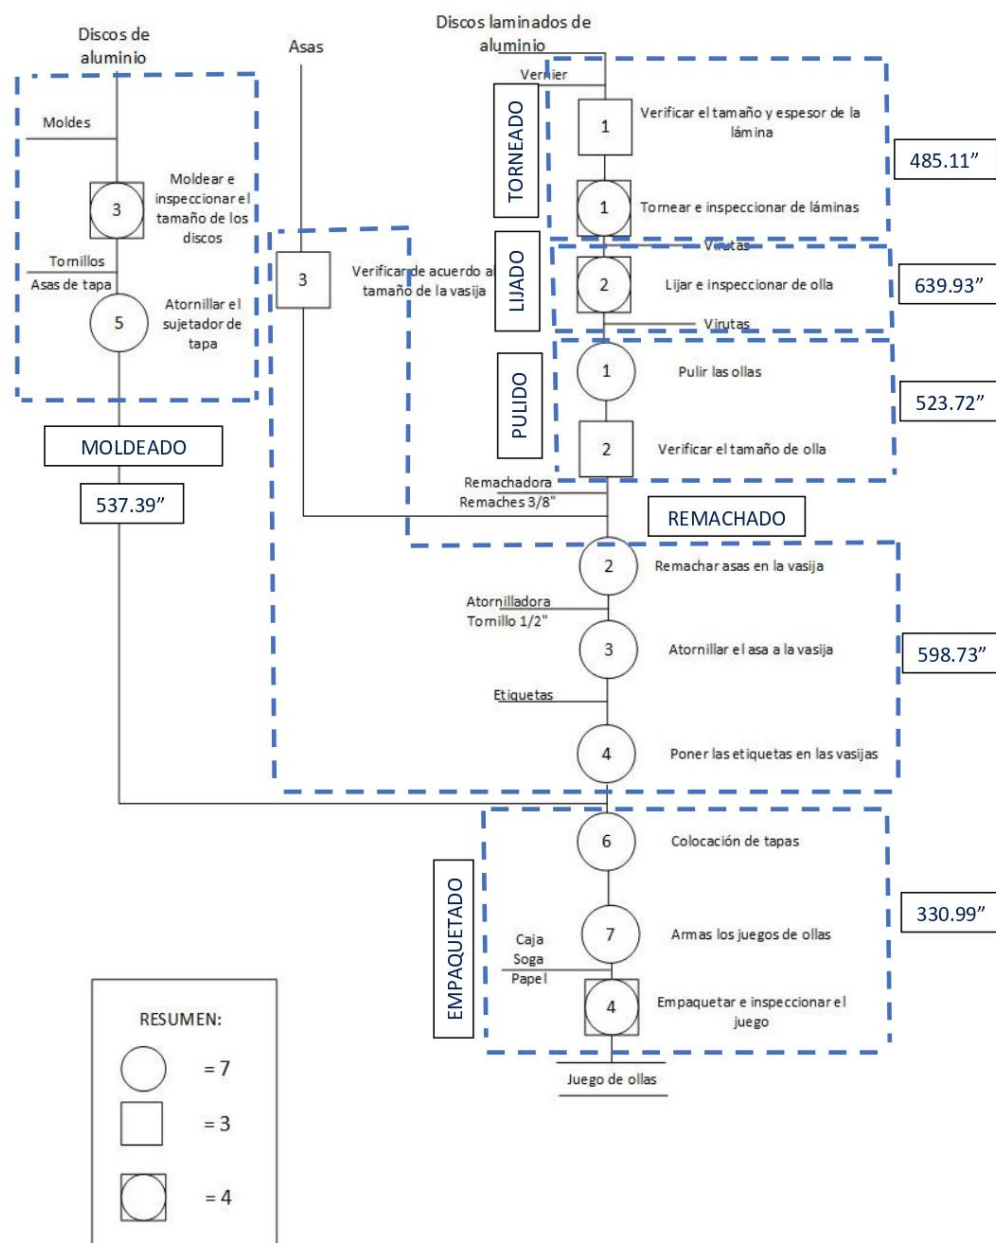 Discos de
aluminio
Asas
Discos laminados de
aluminio
Vernier
Moldes
3
Moldear e
inspeccionar el
tamaño de los
discos
Tornillos
Asas de tapa
5
Atornillar el
sujetador de
tapa
MOLDEADO
537.39”
3
Verificar de acuerdo al
tamaño de la vasija
TORNEADO
1
Verificar el tamaño y espesor de la
lámina
485.11”
1
Tornear e inspeccionar de láminas
Virutas
LIJADO
2
Lijar e inspeccionar de olla
639.93”
Virutas
PULIDO
1
Pulir las ollas
523.72”
2
Verificar el tamaño de olla
Remachadora
Remaches 3/8"
REMACHADO
2
Remachar asas en la vasija
Atornilladora
Tornillo 1/2"
3
Atornillar el asa a la vasija
598.73”
Etiquetas
4
Poner las etiquetas en las vasijas
EMPAQUETADO
6
Colocación de tapas
330.99”
7
Armas los juegos de ollas
Caja
Soga
Papel
4
Empaquetar e inspeccionar el
juego
Juego de ollas
RESUMEN:
= 7
= 3
= 4